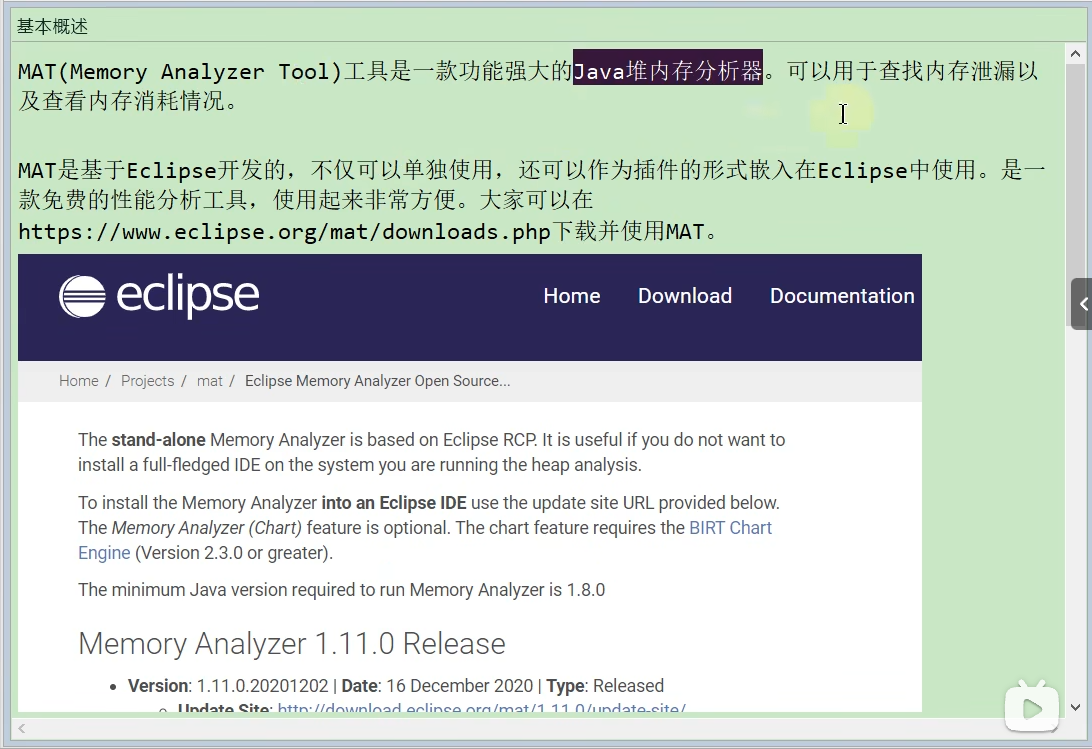 基本概述
MAT(Memory Analyzer Tool)工具是一款功能强大的Java堆内存分析器。可以用于查找内存泄漏以
及查看内存消耗情况。
MAT是基于Eclipse开发的，不仅可以单独使用，还可以作为插件的形式嵌入在Eclipse中使用。是一
款免费的性能分析工具，使用起来非常方便。大家可以在
https://www.eclipse.org/mat/downloads.php下载并使用MAT。
eclipse Home Download Documentation
Home / Projects / mat / Eclipse Memory Analyzer Open Source...
The stand-alone Memory Analyzer is based on Eclipse RCP. It is useful if you do not want to
install a full-fledged IDE on the system you are running the heap analysis.
To install the Memory Analyzer into an Eclipse IDE use the update site URL provided below.
The Memory Analyzer (Chart) feature is optional. The chart feature requires the BIRT Chart
Engine (Version 2.3.0 or greater).
The minimum Java version required to run Memory Analyzer is 1.8.0
Memory Analyzer 1.11.0 Release
• Version: 1.11.0.20201202 | Date: 16 December 2020 | Type: Released
○ Update Site: http://download.eclipse.org/mat/1.11.0/update-site/